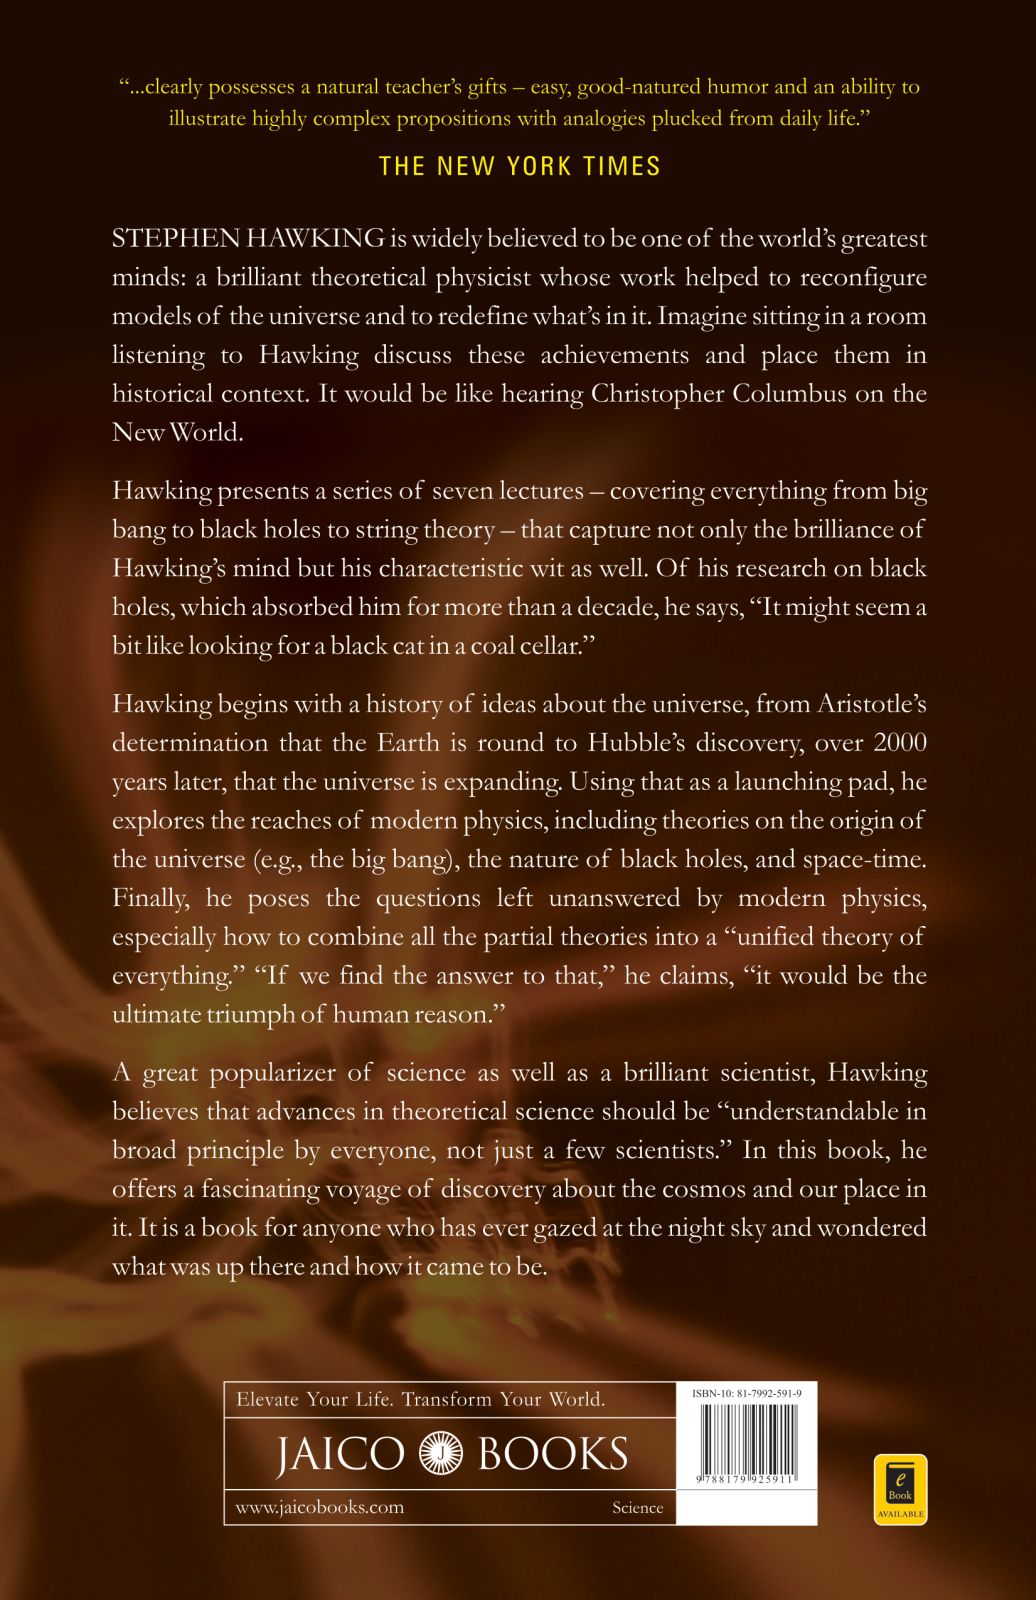 “...clearly possesses a natural teacher’s gifts – easy, good-natured humor and an ability to
illustrate highly complex propositions with analogies plucked from daily life.”
THE NEW YORK TIMES
STEPHEN HAWKING is widely believed to be one of the world’s greatest
minds: a brilliant theoretical physicist whose work helped to reconfigure
models of the universe and to redefine what’s in it. Imagine sitting in a room
listening to Hawking discuss these achievements and place them in
historical context. It would be like hearing Christopher Columbus on the
New World.
Hawking presents a series of seven lectures – covering everything from big
bang to black holes to string theory – that capture not only the brilliance of
Hawking’s mind but his characteristic wit as well. Of his research on black
holes, which absorbed him for more than a decade, he says, “It might seem a
bit like looking for a black cat in a coal cellar.”
Hawking begins with a history of ideas about the universe, from Aristotle’s
determination that the Earth is round to Hubble’s discovery, over 2000
years later, that the universe is expanding. Using that as a launching pad, he
explores the reaches of modern physics, including theories on the origin of
the universe (e.g., the big bang), the nature of black holes, and space-time.
Finally, he poses the questions left unanswered by modern physics,
especially how to combine all the partial theories into a “unified theory of
everything.” “If we find the answer to that,” he claims, “it would be the
ultimate triumph of human reason.”
A great popularizer of science as well as a brilliant scientist, Hawking
believes that advances in theoretical science should be “understandable in
broad principle by everyone, not just a few scientists.” In this book, he
offers a fascinating voyage of discovery about the cosmos and our place in
it. It is a book for anyone who has ever gazed at the night sky and wondered
what was up there and how it came to be.
Elevate Your Life. Transform Your World.
JAICO J BOOKS
www.jaicobooks.com Science
ISBN-10: 81-7992-591-9
9 788179 925911
e
Book
AVAILABLE